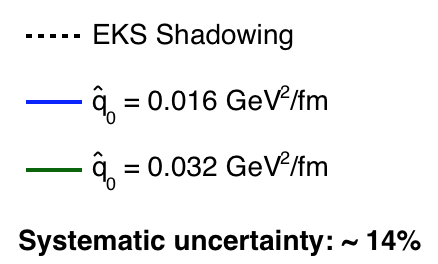 EKS Shadowing
q̂₀ = 0.016 GeV²/fm
q̂₀ = 0.032 GeV²/fm
Systematic uncertainty: ~ 14%